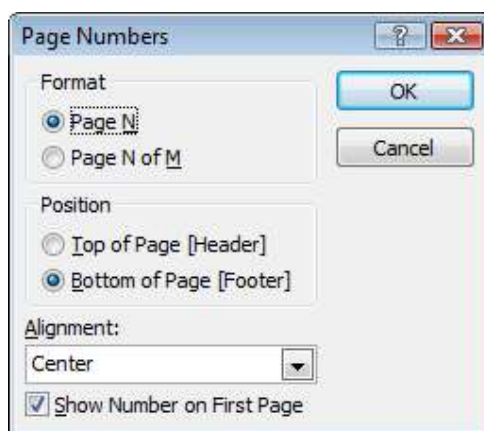 Page Numbers
Format
OK
Page N
Page N of M
Cancel
Position
Top of Page [Header]
Bottom of Page [Footer]
Alignment:
Center
Show Number on First Page